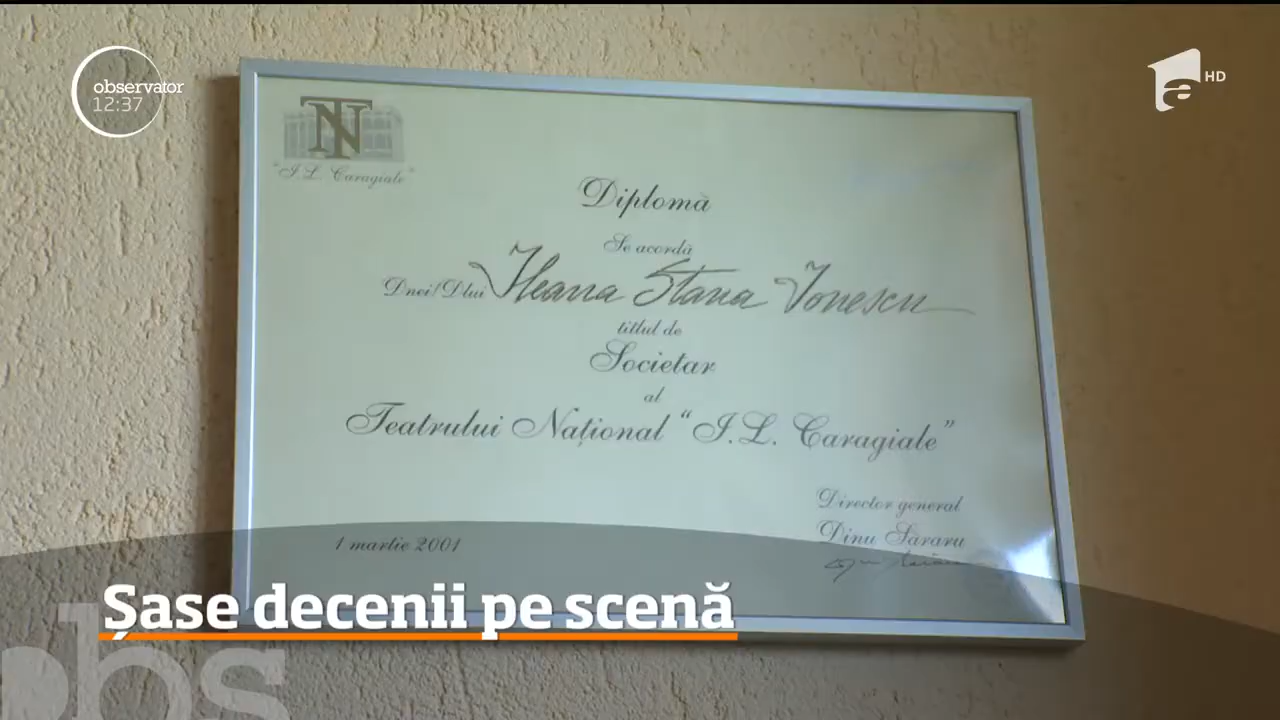 observator
12:37
HD
TN
"I.L. Caragiale"
Diplomă
Se acordă
Dnei/Dlui Ileana Stana Ionescu
titlul de
Societar
al
Teatrului Național "I.L. Caragiale"
Director general
Dinu Săraru
1 martie 2001
Șase decenii pe scenă
bs